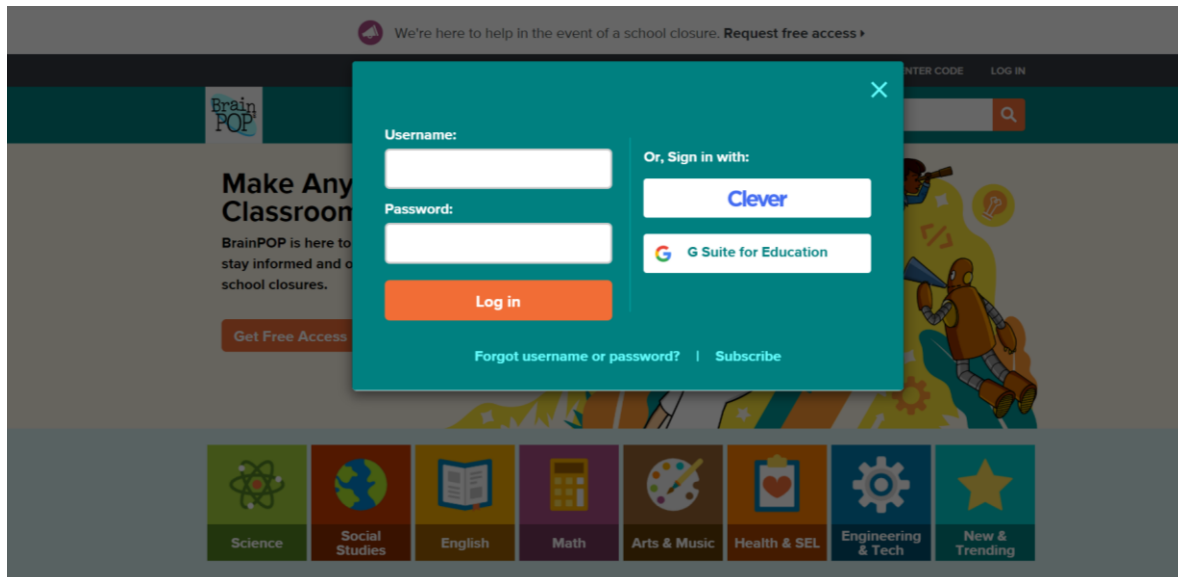 We're here to help in the event of a school closure. Request free access
NTER CODE LOG IN
Brain
POP
Username:
Password:
Log in
Or, Sign in with:
Clever
G Suite for Education
Forgot username or password? | Subscribe
Make Any
Classroom
BrainPOP is here to
stay informed and o
school closures.
Get Free Access
Science
Social
Studies
English
Math
Arts & Music
Health & SEL
Engineering
& Tech
New &
Trending